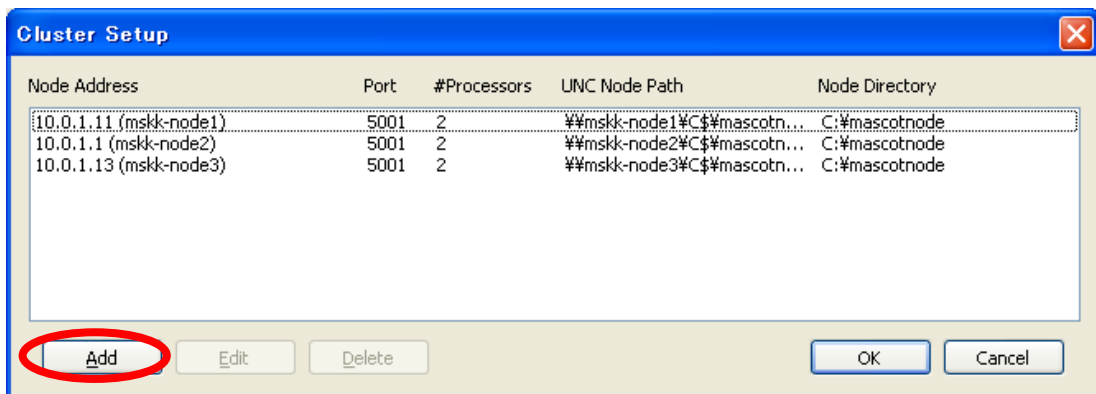 Cluster Setup
Node Address Port #Processors UNC Node Path Node Directory
10.0.1.11 (mskk-node1) 5001 2 ¥¥mskk-node1¥C$¥mascotn... C:¥mascotnode
10.0.1.1 (mskk-node2) 5001 2 ¥¥mskk-node2¥C$¥mascotn... C:¥mascotnode
10.0.1.13 (mskk-node3) 5001 2 ¥¥mskk-node3¥C$¥mascotn... C:¥mascotnode
Add Edit Delete OK Cancel